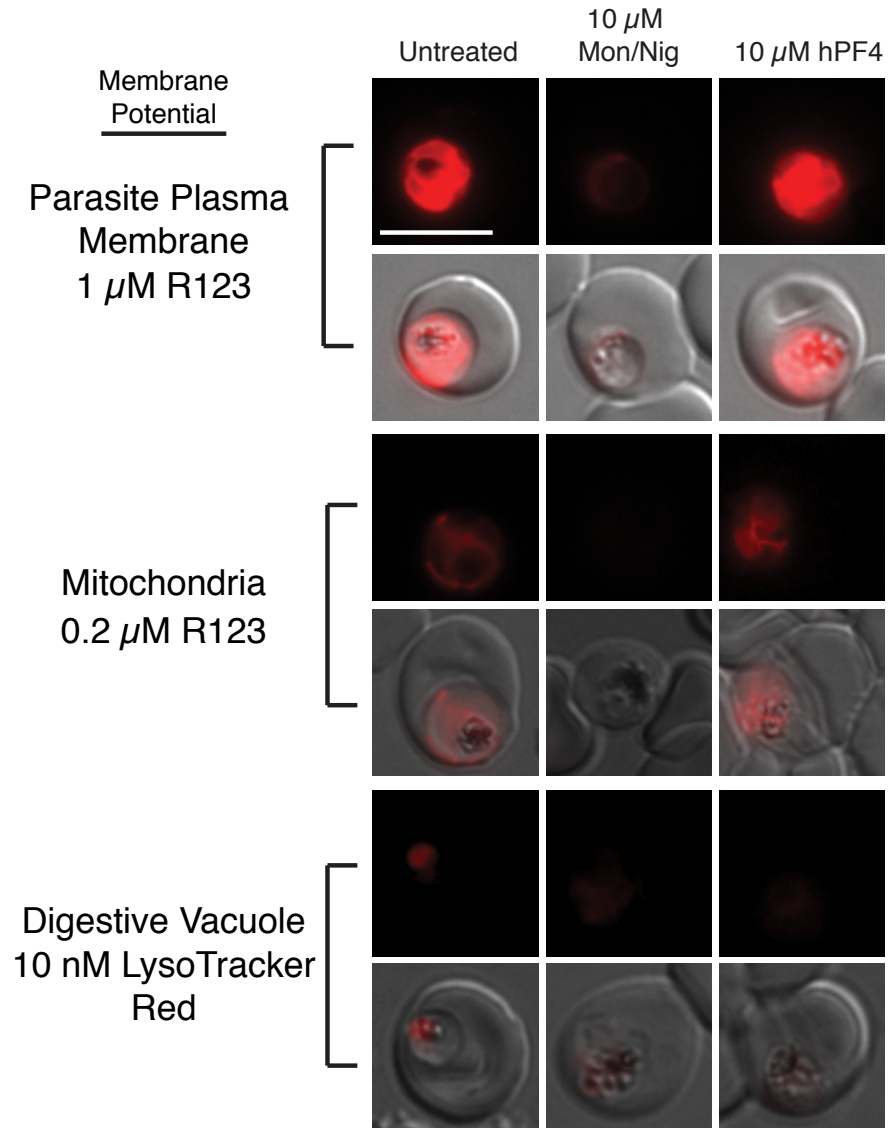 10 µM
Untreated Mon/Nig 10 µM hPF4
Membrane
Potential
Parasite Plasma
Membrane
1 µM R123
Mitochondria
0.2 µM R123
Digestive Vacuole
10 nM LysoTracker
Red